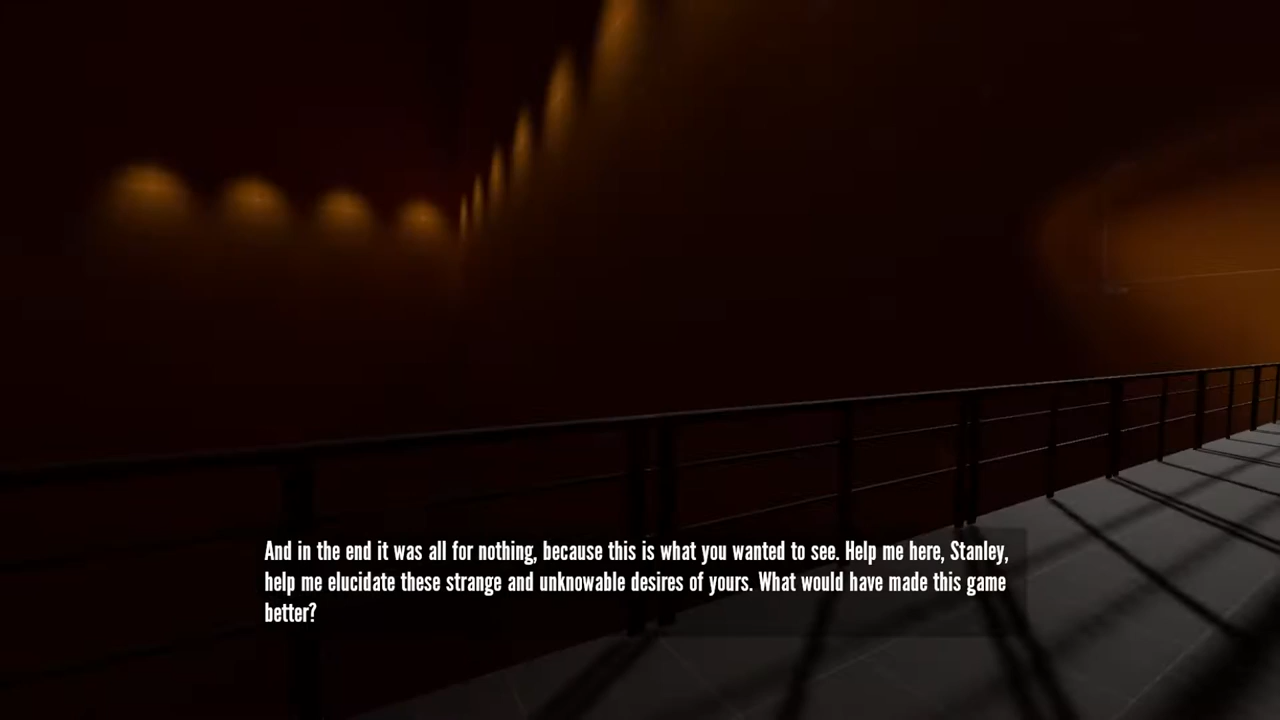 And in the end it was all for nothing, because this is what you wanted to see. Help me here, Stanley,
help me elucidate these strange and unknowable desires of yours. What would have made this game
better?